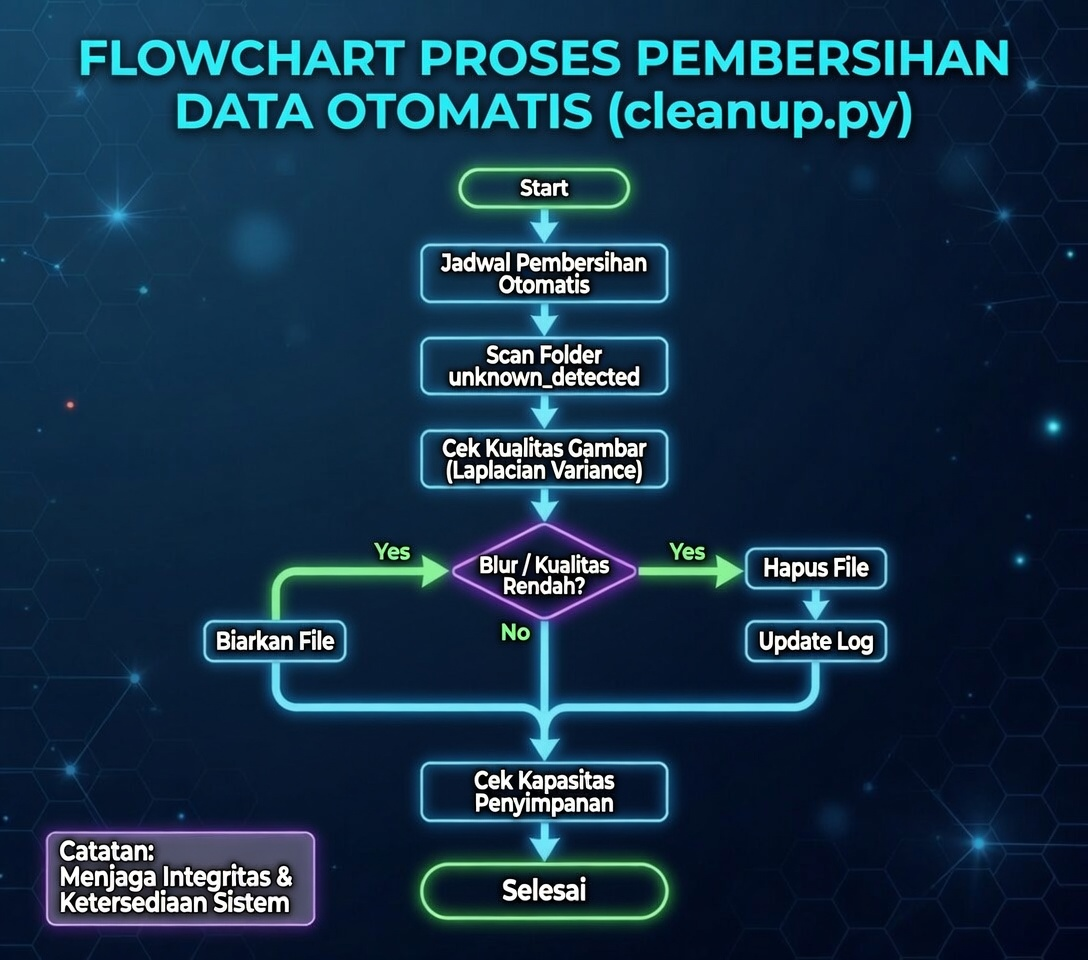 FLOWCHART PROSES PEMBERSIHAN
DATA OTOMATIS (cleanup.py)
Start
Jadwal Pembersihan
Otomatis
Scan Folder
unknown_detected
Cek Kualitas Gambar
(Laplacian Variance)
Yes
Blur / Kualitas
Rendah?
Yes
Hapus File
No
Biarkan File
Update Log
Cek Kapasitas
Penyimpanan
Catatan:
Menjaga Integritas &
Ketersediaan Sistem
Selesai